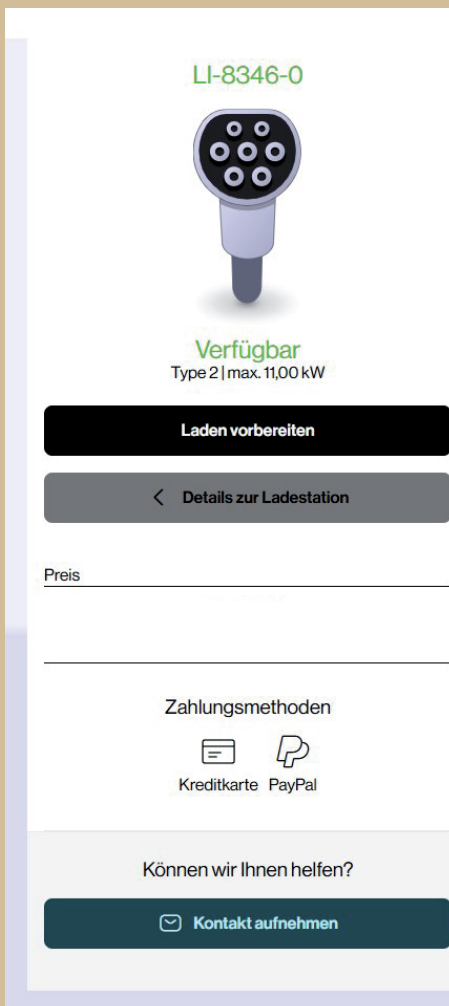 LI-8346-0
Verfügbar
Type 2 | max. 11,00 kW
Laden vorbereiten
Details zur Ladestation
Preis
Zahlungsmethoden
Kreditkarte PayPal
Können wir Ihnen helfen?
Kontakt aufnehmen